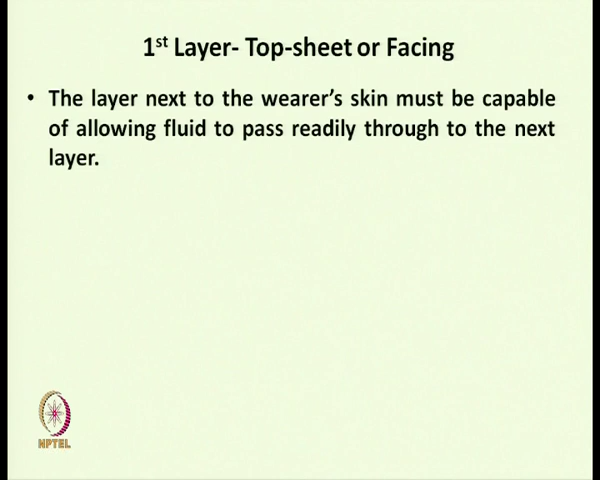 1st Layer- Top-sheet or Facing
• The layer next to the wearer's skin must be capable
of allowing fluid to pass readily through to the next
layer.
NPTEL